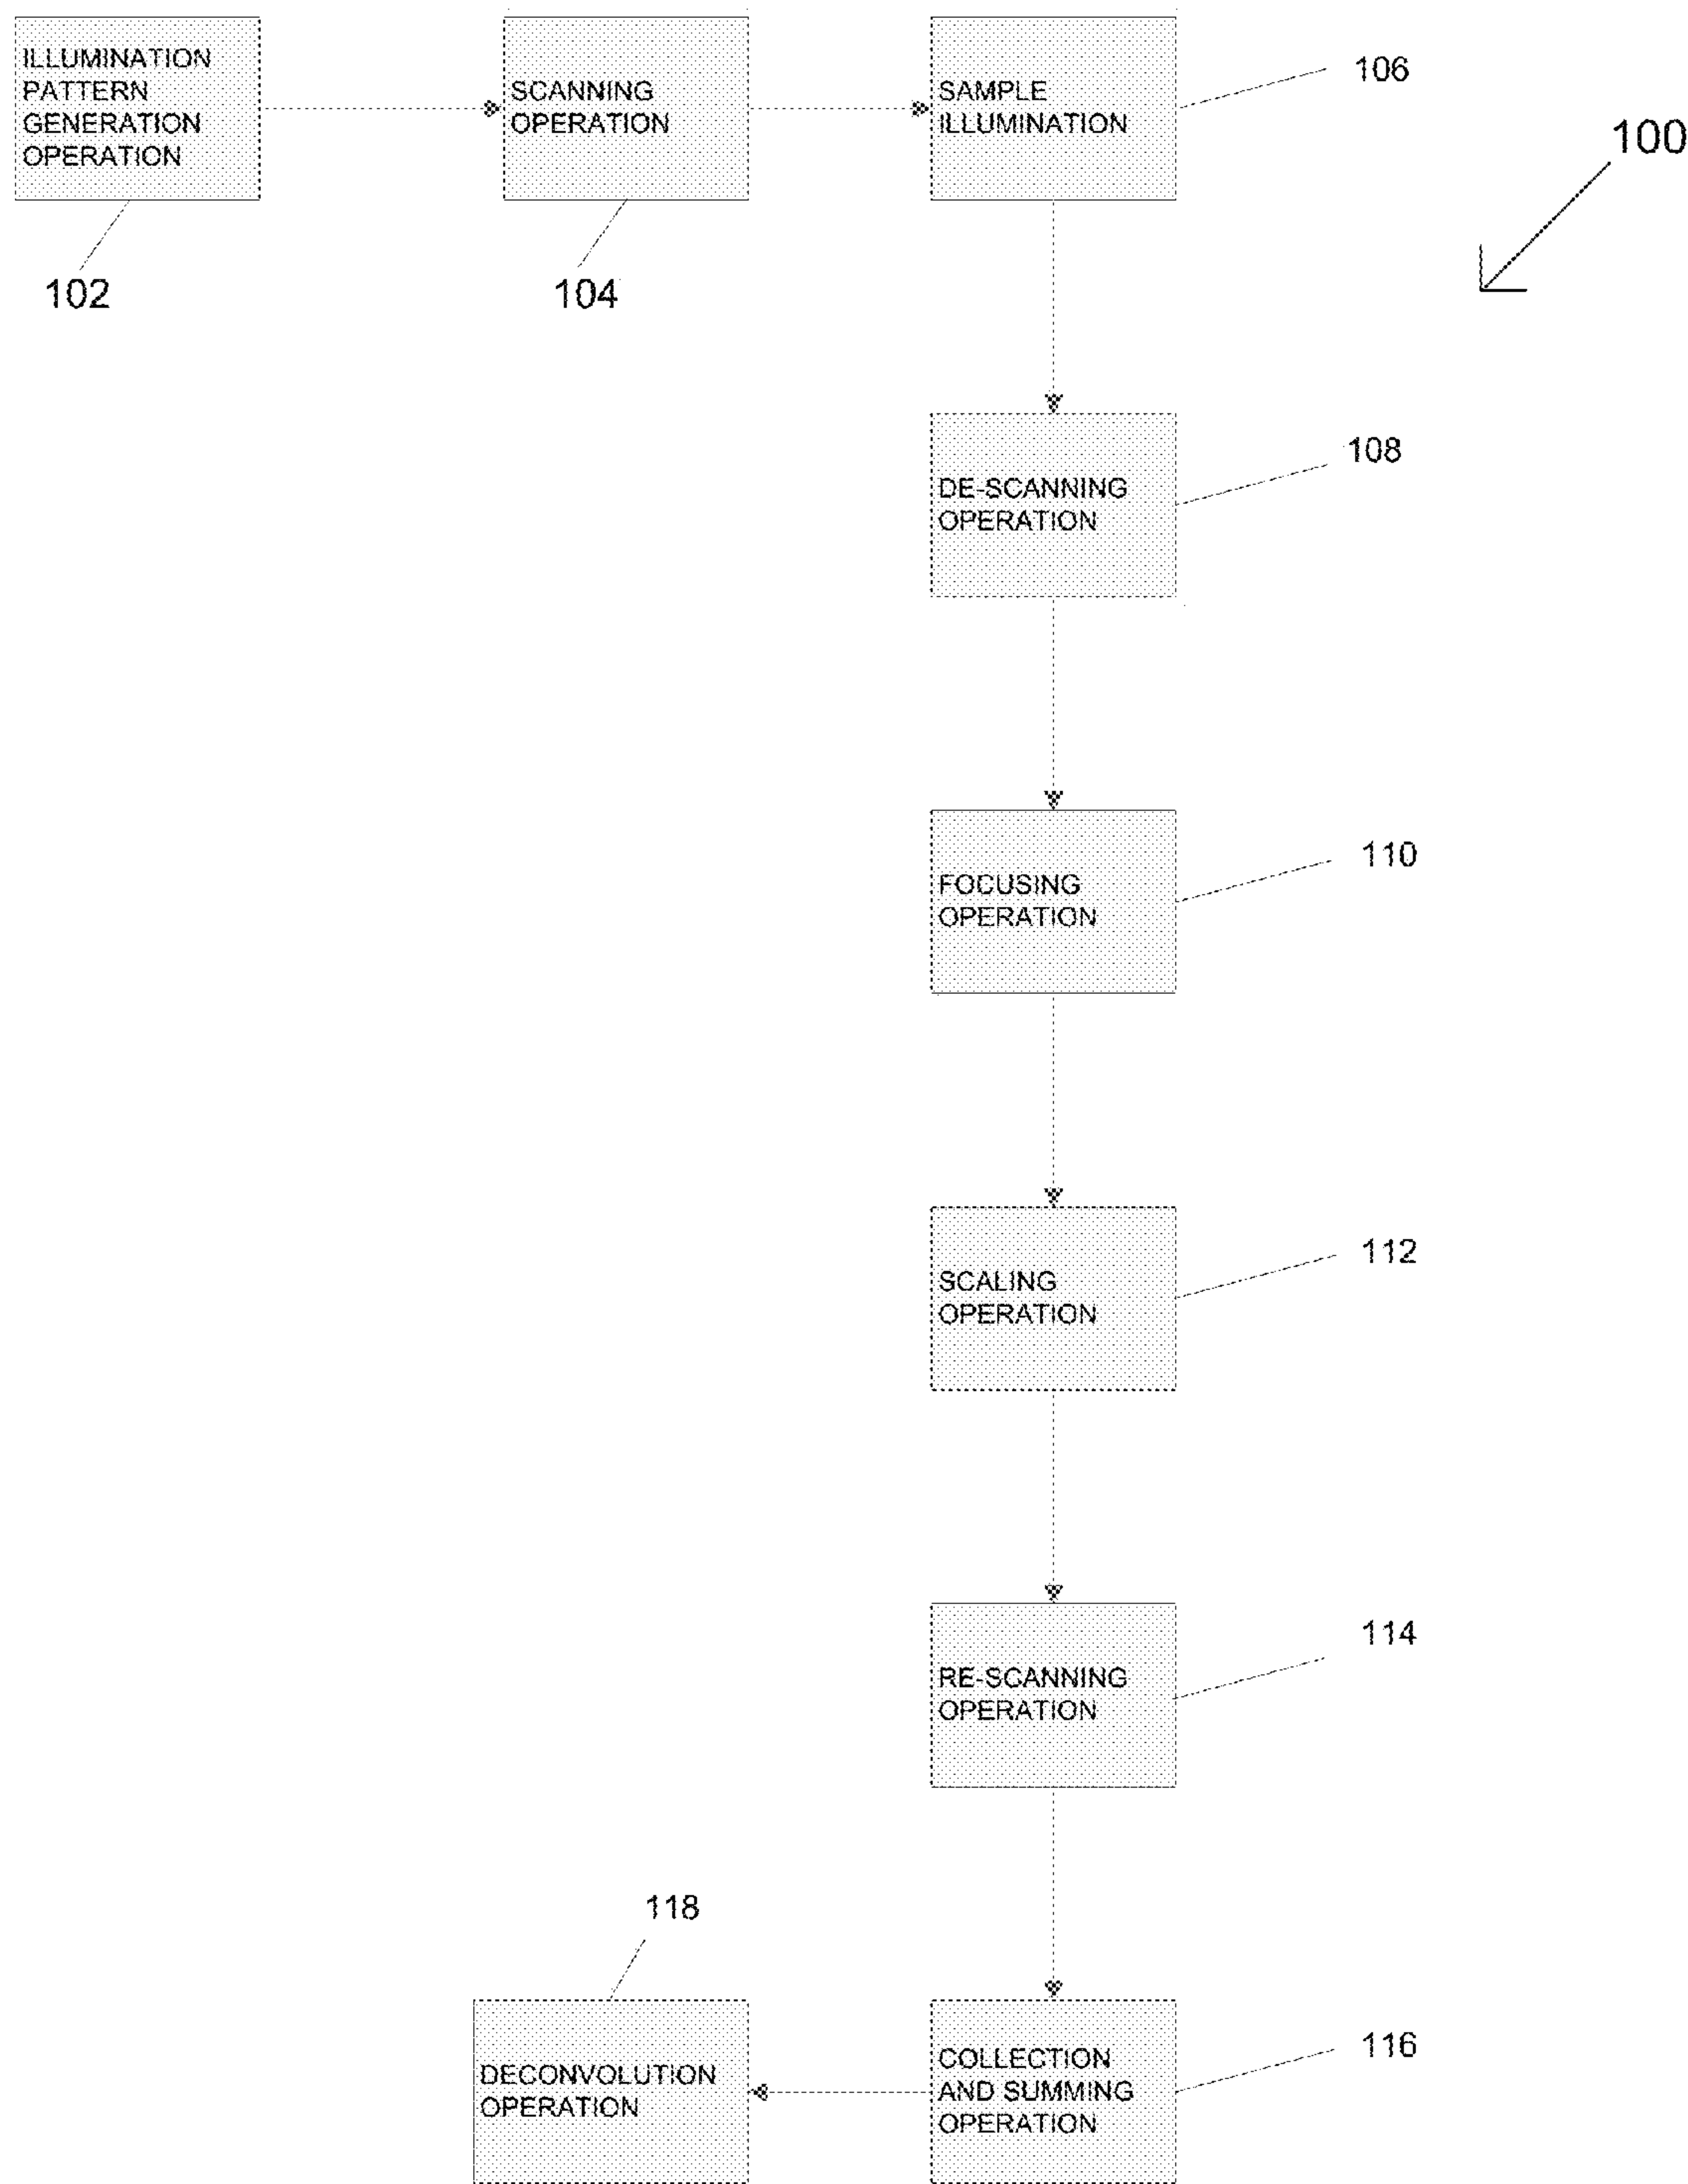 ILLUMINATION
PATTERN
GENERATION
OPERATION
102
SCANNING
OPERATION
104
SAMPLE
ILLUMINATION
106
100
DE-SCANNING
OPERATION
108
FOCUSING
OPERATION
110
SCALING
OPERATION
112
RE-SCANNING
OPERATION
114
COLLECTION
AND SUMMING
OPERATION
116
118
DECONVOLUTION
OPERATION